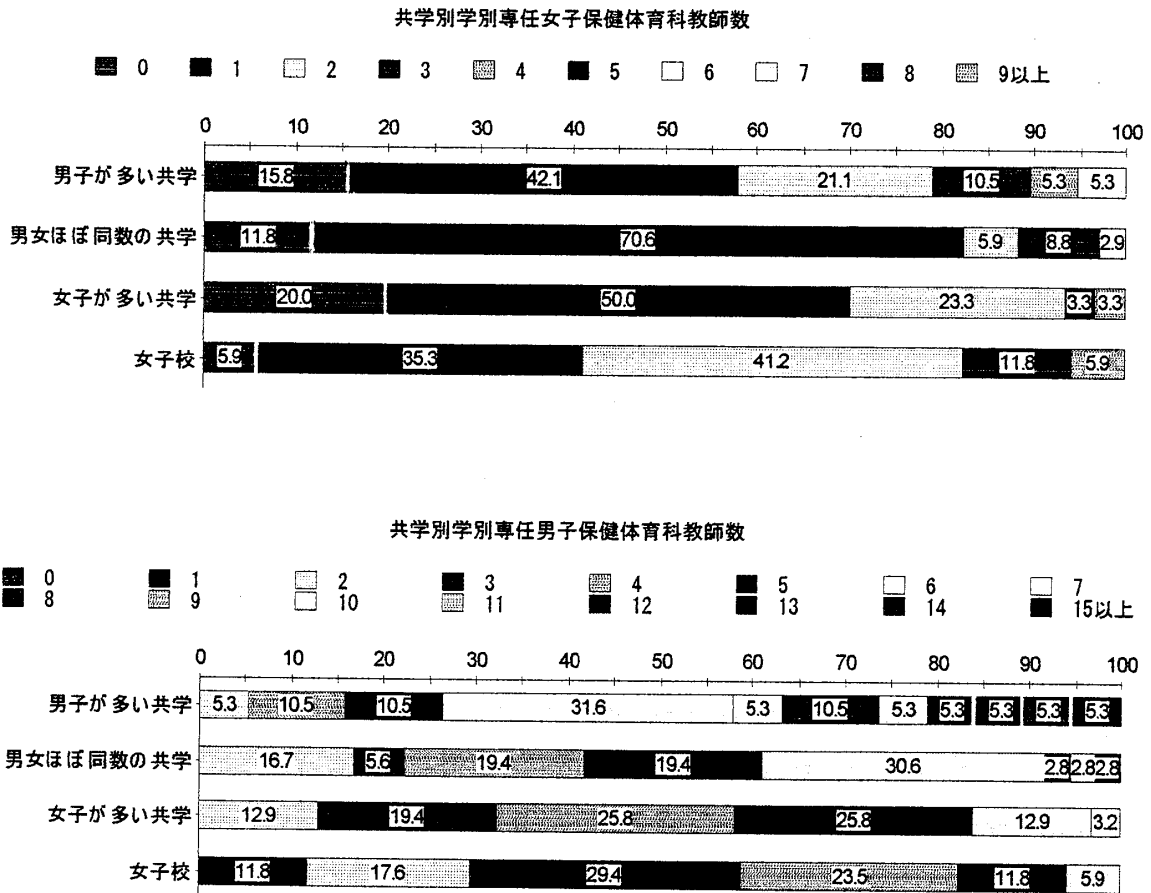 共学別学別専任女子保健体育科教師数
0 1 2 3 4 5 6 7 8 9以上
0 10 20 30 40 50 60 70 80 90 100
男子が多い共学 15.8 42.1 21.1 10.5 5.3 5.3
男女ほぼ同数の共学 11.8 70.6 5.9 8.8 2.9
女子が多い共学 20.0 50.0 23.3 3.3 3.3
女子校 5.9 35.3 41.2 11.8 5.9
共学別学別専任男子保健体育科教師数
0 1 2 3 4 5 6 7
8 9 10 11 12 13 14 15以上
0 10 20 30 40 50 60 70 80 90 100
男子が多い共学 5.3 10.5 10.5 31.6 5.3 10.5 5.3 5.3 5.3 5.3 5.3
男女ほぼ同数の共学 16.7 5.6 19.4 19.4 30.6 2.8 2.8 2.8
女子が多い共学 12.9 19.4 25.8 25.8 12.9 3.2
女子校 11.8 17.6 29.4 23.5 11.8 5.9